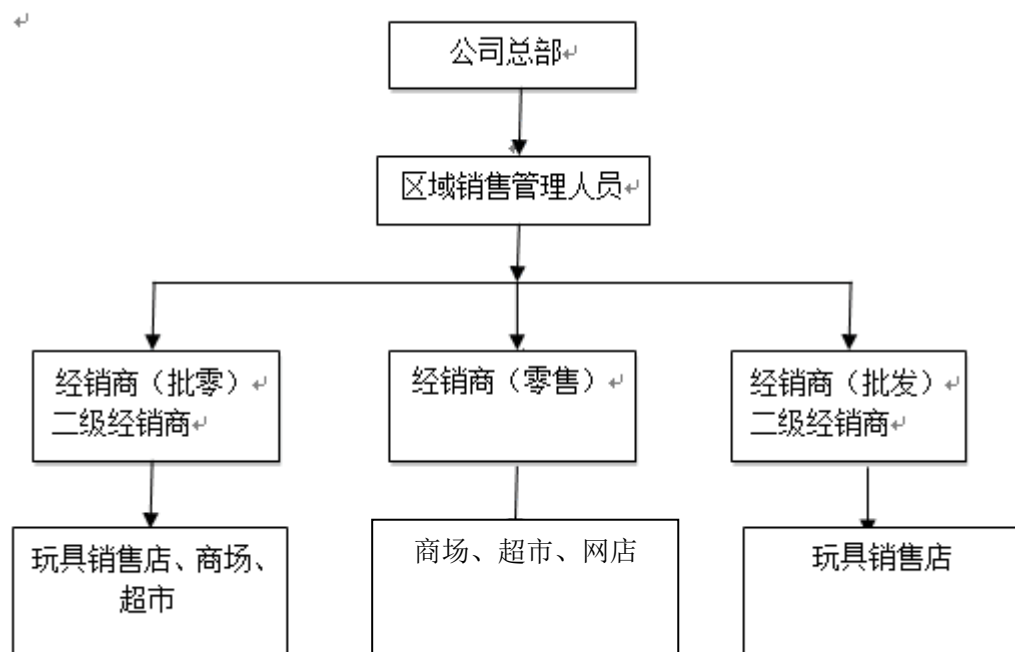 公司总部
区域销售管理人员
经销商（批零）
二级经销商
经销商（零售）
经销商（批发）
二级经销商
玩具销售店、商场、
超市
商场、超市、网店
玩具销售店